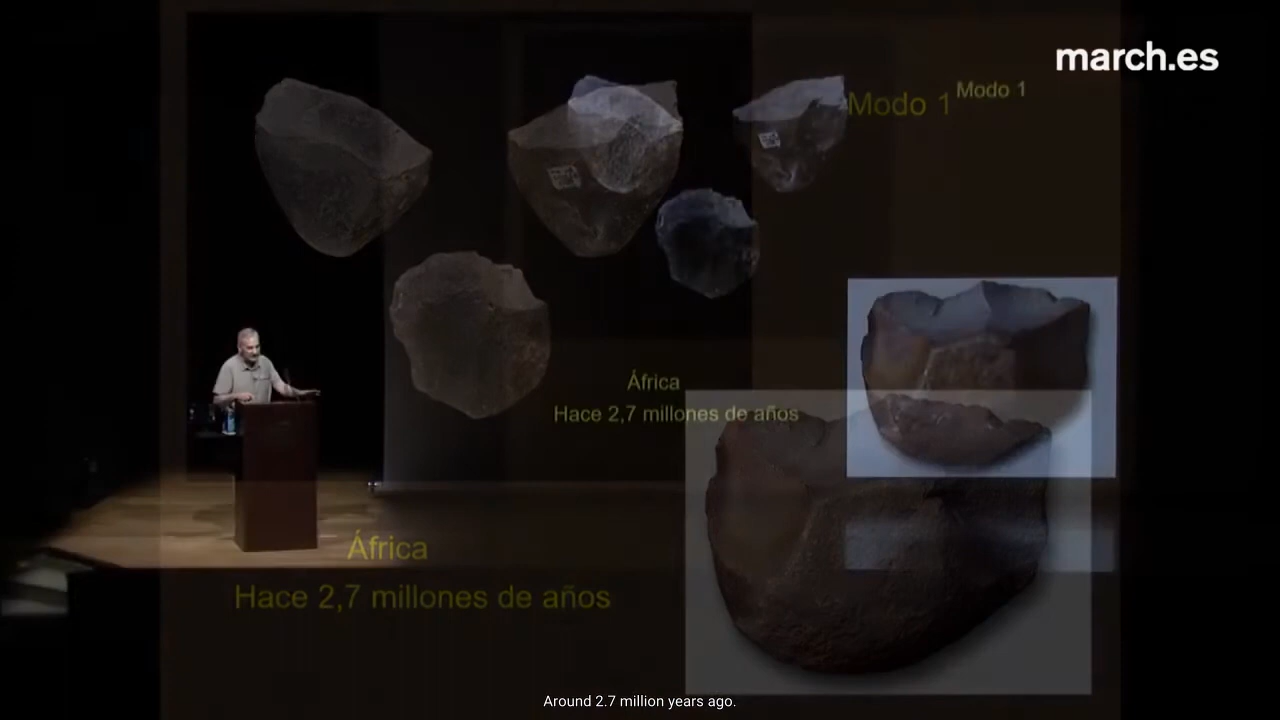 march.es
Modo 1
Modo 1
África
Hace 2,7 millones de años
África
Hace 2,7 millones de años
Around 2.7 million years ago.